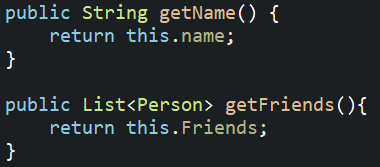 public String getName() {
    return this.name;
}

public List<Person> getFriends(){
    return this.Friends;
}